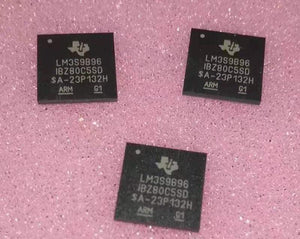 LM3S9B96
IBZ80C5SD
$A-23P132H
ARM G1
LM3S9B96
IBZ80C5SD
$A-23P132H
ARM G1
LM3S9B96
IBZ80C5SD
$A-23P132H
ARM G1